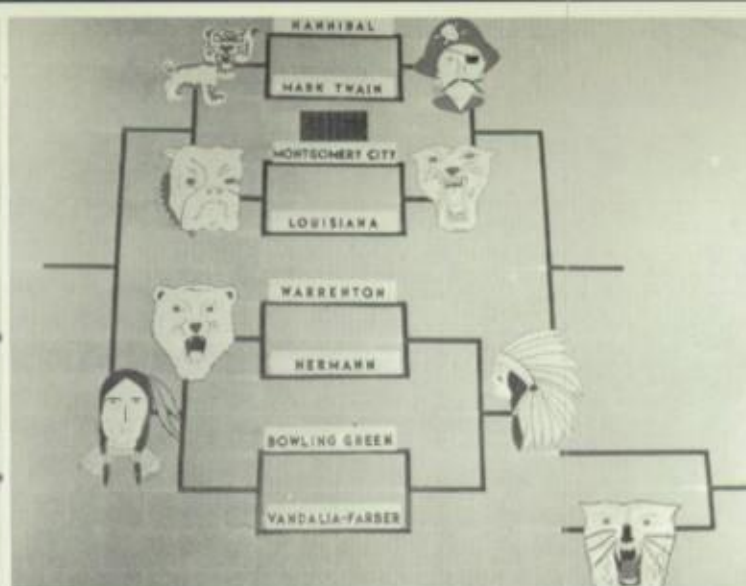 HANNIBAL
MARK TWAIN
MONTGOMERY CITY
LOUISIANA
WARRENTON
HERMANN
BOWLING GREEN
VANDALIA-FARBER